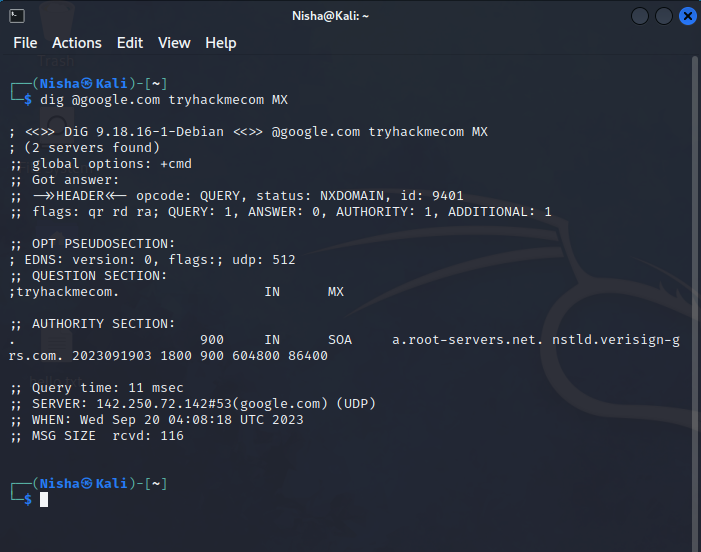 Nisha@Kali: ~
File Actions Edit View Help
┌──(Nisha㉿Kali)-[~]
└─$ dig @google.com tryhackmecom MX
; <<>> DiG 9.18.16-1-Debian <<>> @google.com tryhackmecom MX
; (2 servers found)
;; global options: +cmd
;; Got answer:
;; ->>HEADER<<- opcode: QUERY, status: NXDOMAIN, id: 9401
;; flags: qr rd ra; QUERY: 1, ANSWER: 0, AUTHORITY: 1, ADDITIONAL: 1
;; OPT PSEUDOSECTION:
; EDNS: version: 0, flags:; udp: 512
;; QUESTION SECTION:
;tryhackmecom. IN MX
;; AUTHORITY SECTION:
. 900 IN SOA a.root-servers.net. nstld.verisign-g
rs.com. 2023091903 1800 900 604800 86400
;; Query time: 11 msec
;; SERVER: 142.250.72.142#53(google.com) (UDP)
;; WHEN: Wed Sep 20 04:08:18 UTC 2023
;; MSG SIZE rcvd: 116
┌──(Nisha㉿Kali)-[~]
└─$